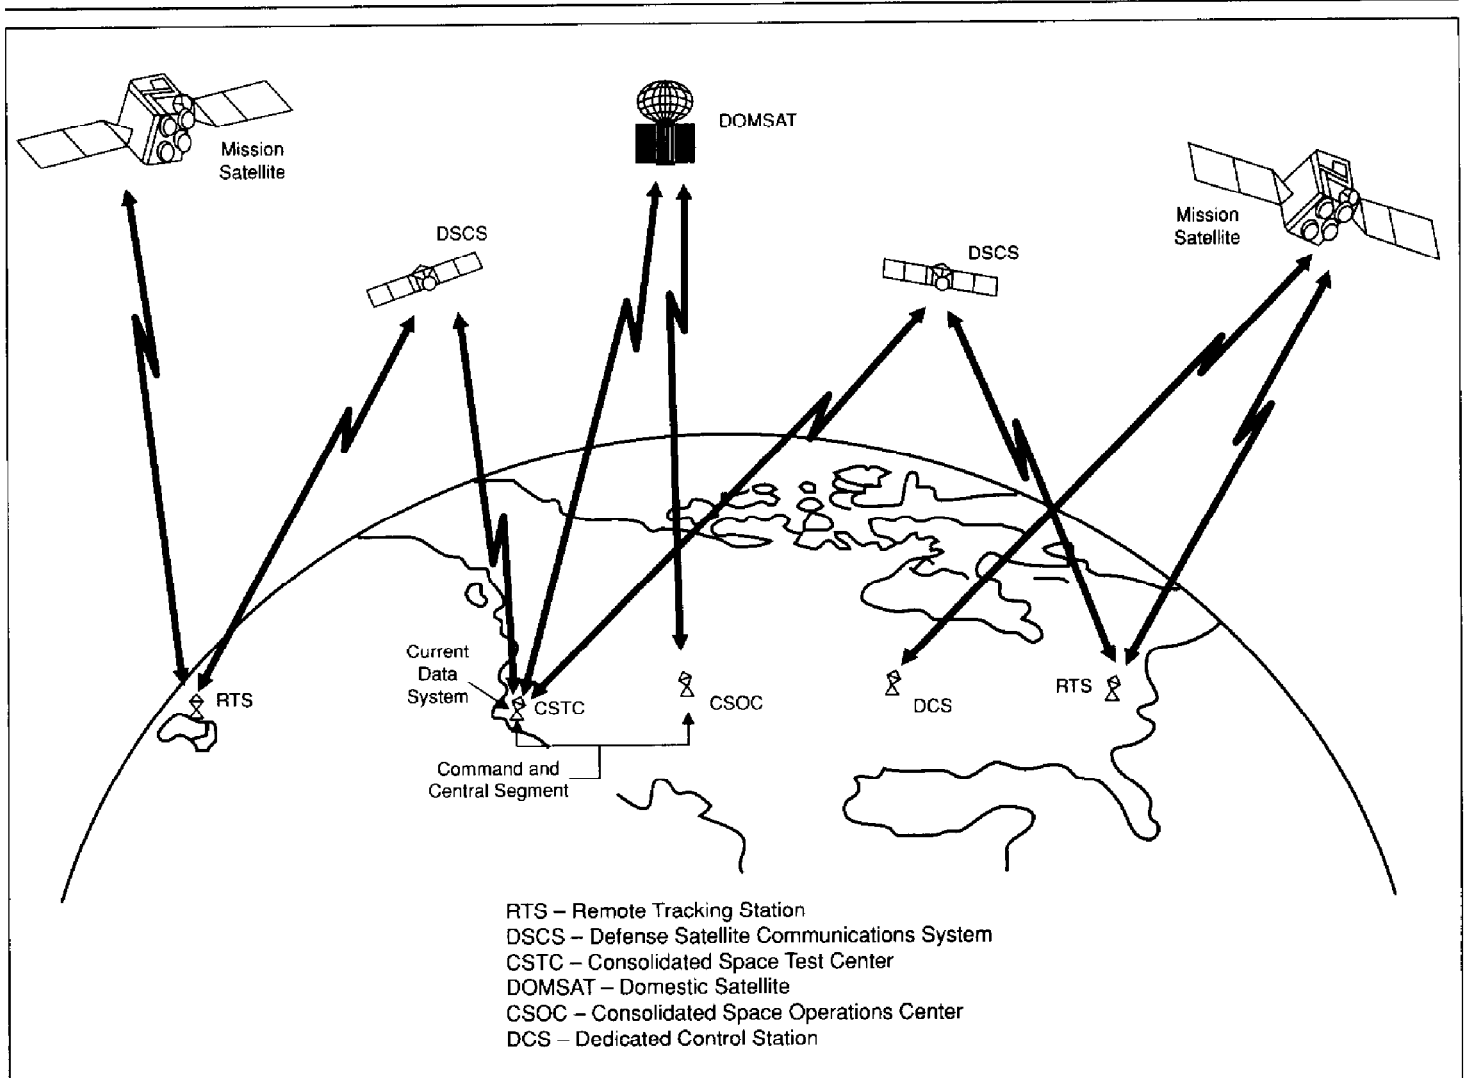 DOMSAT
Mission
Satellite
Mission
Satellite
DSCS
DSCS
Current
Data
System
RTS
CSTC
CSOC
DCS
RTS
Command and
Central Segment
RTS – Remote Tracking Station
DSCS – Defense Satellite Communications System
CSTC – Consolidated Space Test Center
DOMSAT – Domestic Satellite
CSOC – Consolidated Space Operations Center
DCS – Dedicated Control Station